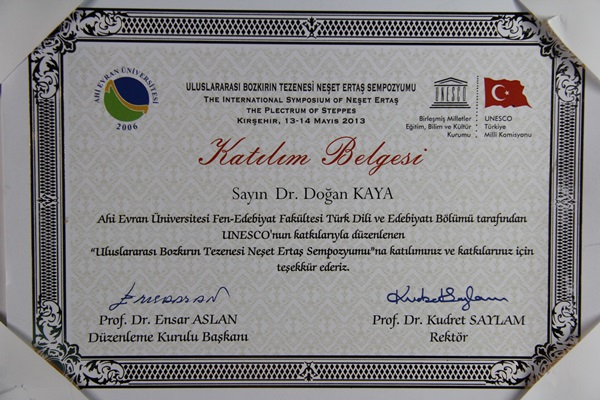 AHİ EVRAN ÜNİVERSİTESİ
2006
ULUSLARARASI BOZKIRIN TEZENESİ NEŞET ERTAŞ SEMPOZYUMU
THE INTERNATIONAL SYMPOSIUM OF NEŞET ERTAŞ
THE PLECTRUM OF STEPPES
KIRŞEHİR, 13-14 MAYIS 2013
UNESCO
Birleşmiş Milletler
Eğitim, Bilim ve Kültür
Kurumu
UNESCO
Türkiye
Milli Komisyonu
Katılım Belgesi
Sayın Dr. Doğan KAYA
Ahi Evran Üniversitesi Fen-Edebiyat Fakültesi Türk Dili ve Edebiyatı Bölümü tarafından
UNESCO'nun katkılarıyla düzenlenen
"Uluslararası Bozkırın Tezenesi Neşet Ertaş Sempozyumu"na katılımınız ve katkılarınız için
teşekkür ederiz.
Prof. Dr. Ensar ASLAN
Düzenleme Kurulu Başkanı
Kudret Saylam
Prof. Dr. Kudret SAYLAM
Rektör